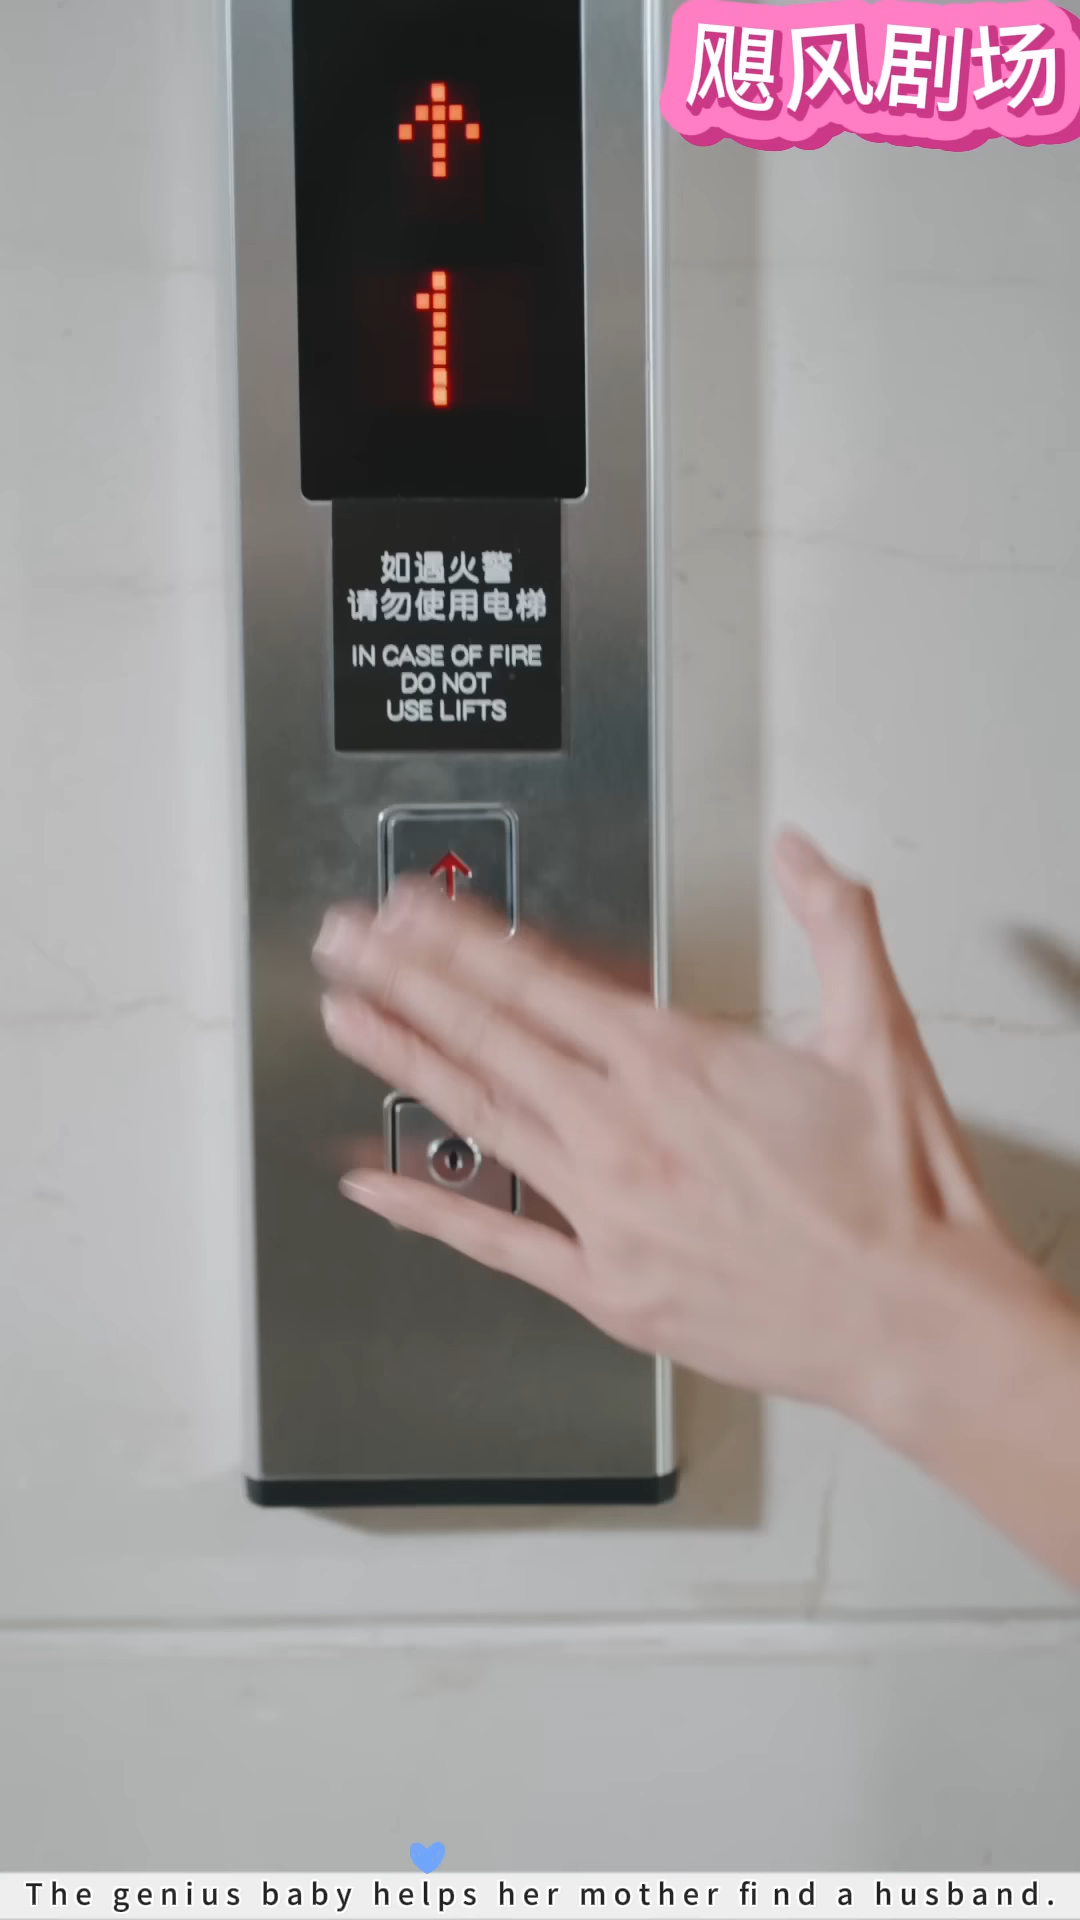 飓风剧场
1
如遇火警
请勿使用电梯
IN CASE OF FIRE
DO NOT
USE LIFTS
The genius baby helps her mother find a husband.